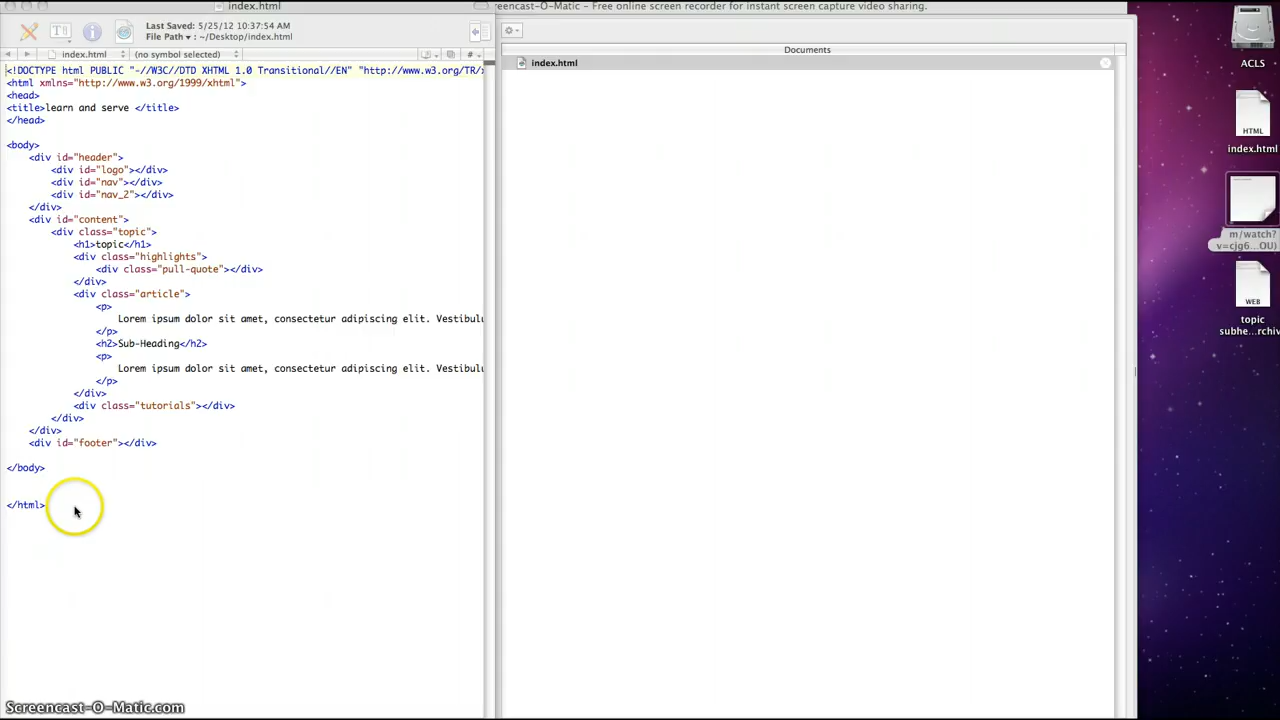 index.html
reencast-O-Matic - Free online screen recorder for instant screen capture video sharing.
Last Saved: 5/25/12 10:37:54 AM
File Path ▾ : ~/Desktop/index.html
index.html
(no symbol selected)
#
Documents
index.html
<!DOCTYPE html PUBLIC "-//W3C//DTD XHTML 1.0 Transitional//EN" "http://www.w3.org/TR/x
<html xmlns="http://www.w3.org/1999/xhtml">
<head>
<title>learn and serve </title>
</head>
<body>
<div id="header">
<div id="logo"></div>
<div id="nav"></div>
<div id="nav_2"></div>
</div>
<div id="content">
<div class="topic">
<h1>topic</h1>
<div class="highlights">
<div class="pull-quote"></div>
</div>
<div class="article">
<p>
Lorem ipsum dolor sit amet, consectetur adipiscing elit. Vestibulu
</p>
<h2>Sub-Heading</h2>
<p>
Lorem ipsum dolor sit amet, consectetur adipiscing elit. Vestibulu
</p>
</div>
<div class="tutorials"></div>
</div>
</div>
<div id="footer"></div>
</body>
</html>
ACLS
HTML
index.html
m/watch?
v=cjg6...OU)
WEB
topic
subhe...rchiv
Screencast-O-Matic.com